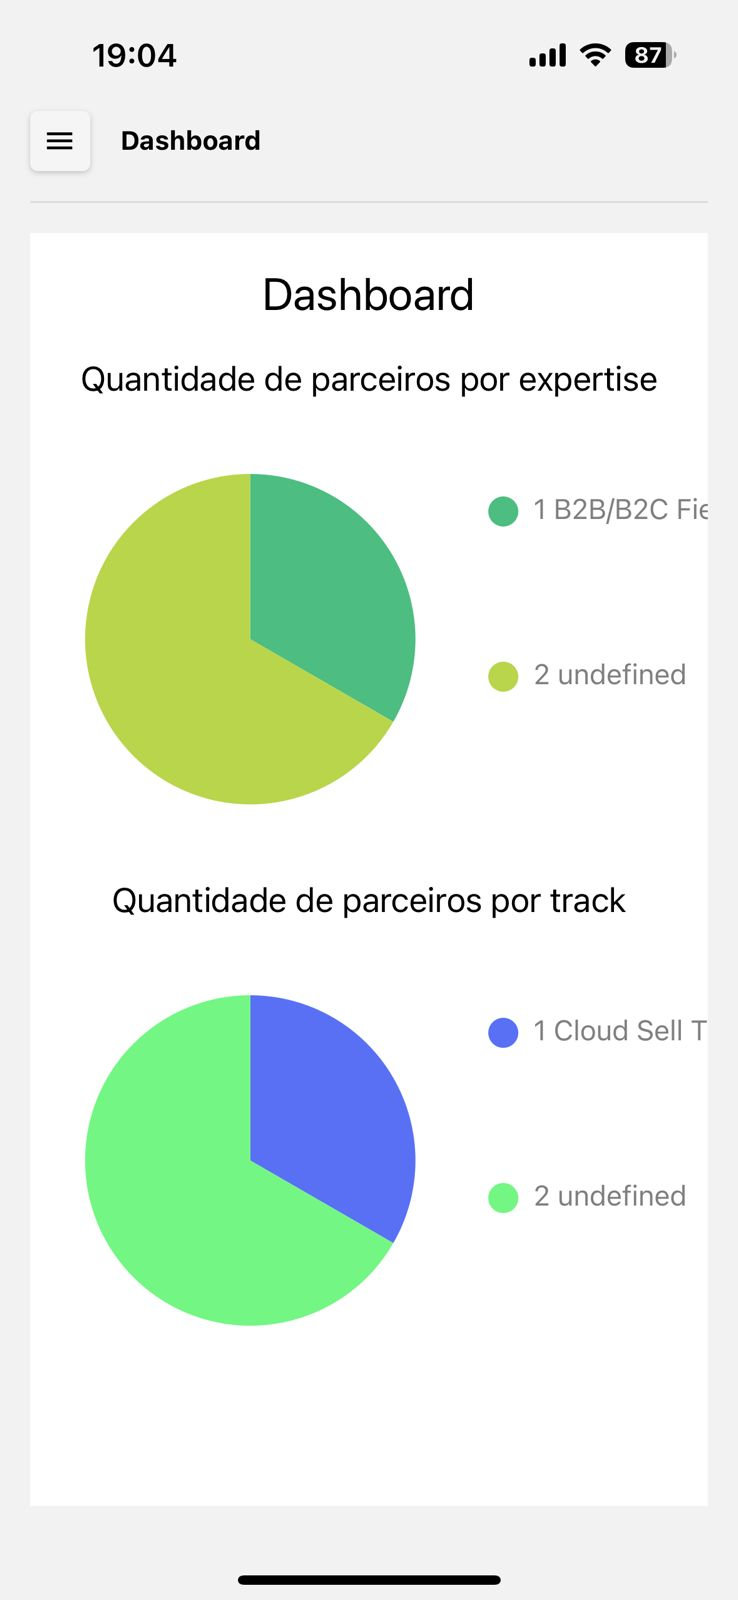 19:04
87
Dashboard
Dashboard
Quantidade de parceiros por expertise
1 B2B/B2C
2 undefined
Quantidade de parceiros por track
1 Cloud Sell
2 undefined